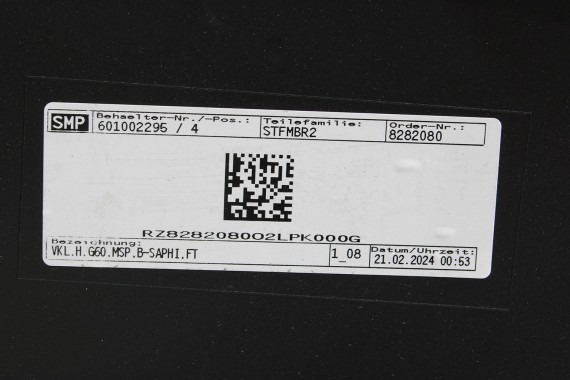 SMP
Behaelter-Nr./-Pos.: Teilefamilie: Order-Nr.:
601002295 / 4 STFMBR2 8282080
RZ8282080O2LPK000G
Bezeichnung: Datum/Uhrzeit:
VKL.H.G60.MSP.B-SAPHI.FT 1_08 21.02.2024 00:53